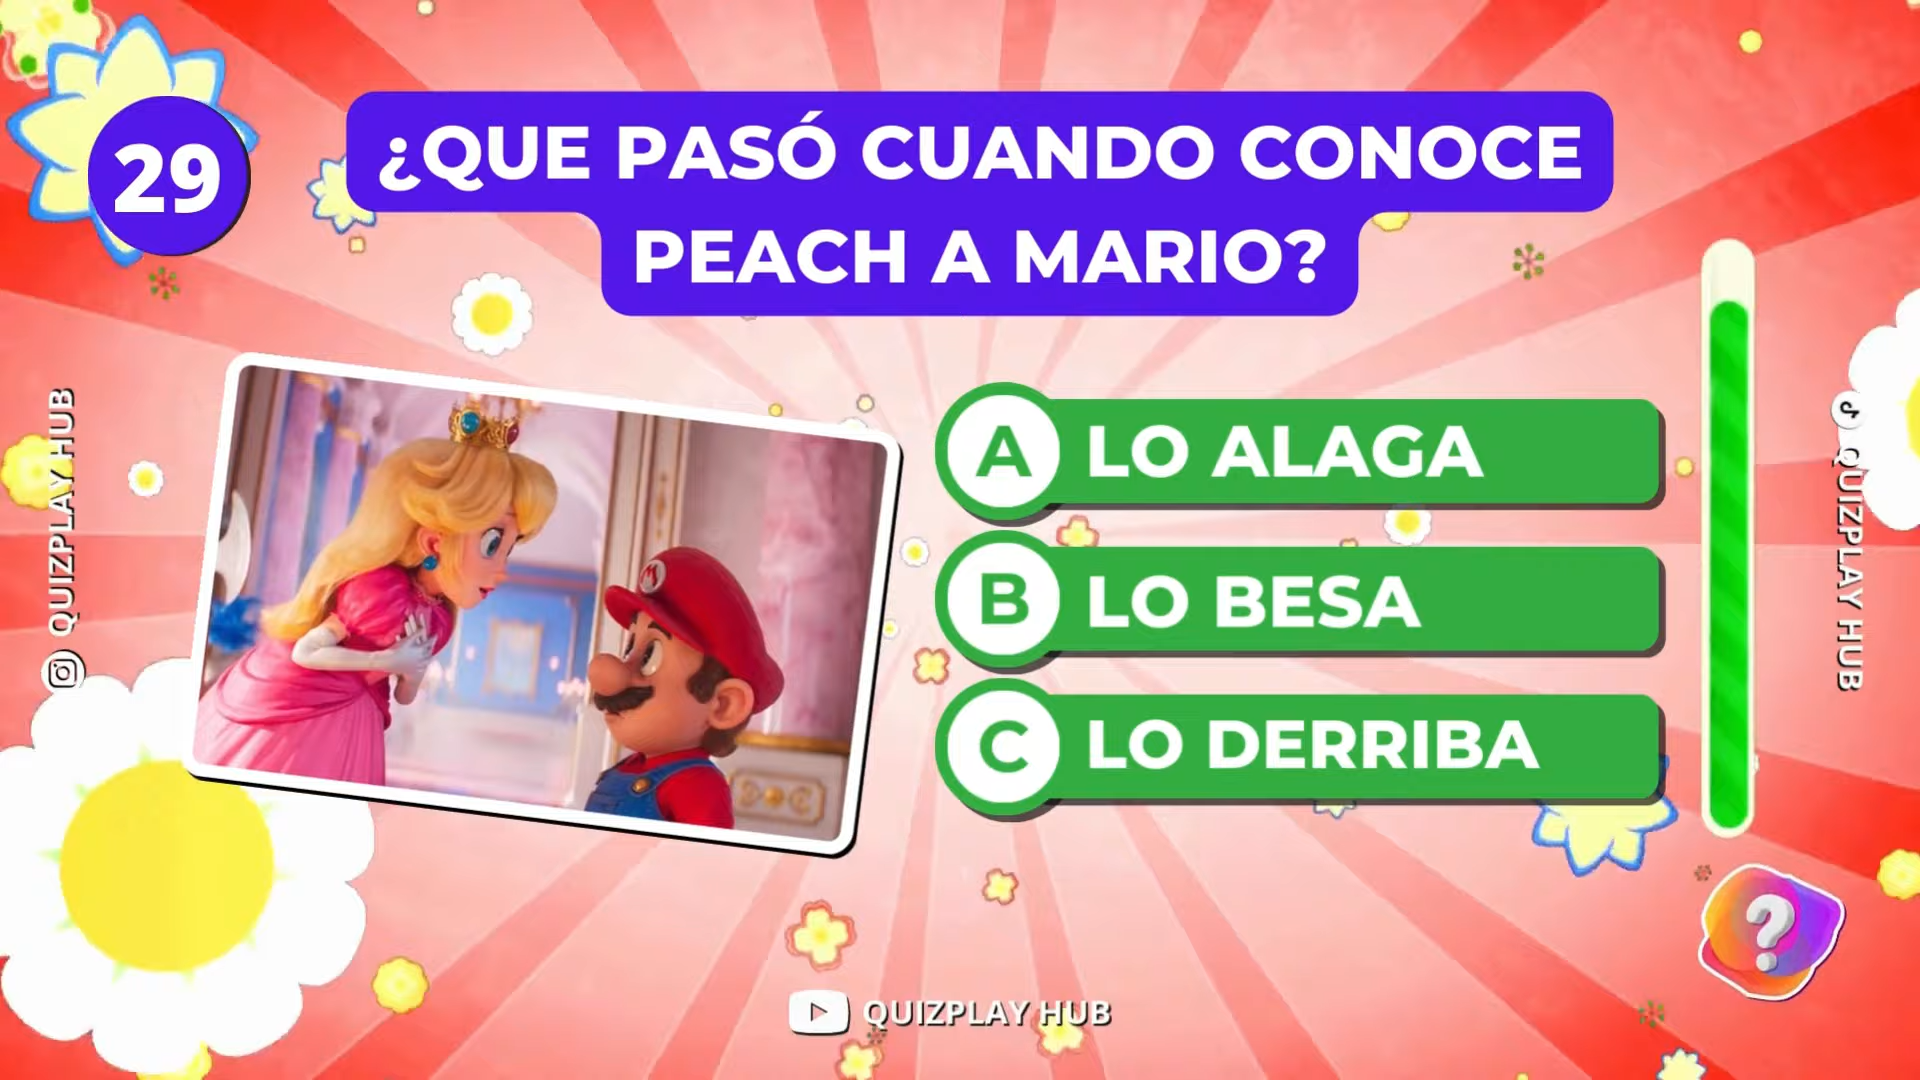 29
¿QUE PASÓ CUANDO CONOCE
PEACH A MARIO?
A LO ALAGA
B LO BESA
C LO DERRIBA
QUIZPLAY HUB
QUIZPLAY HUB
M
?
QUIZPLAY HUB